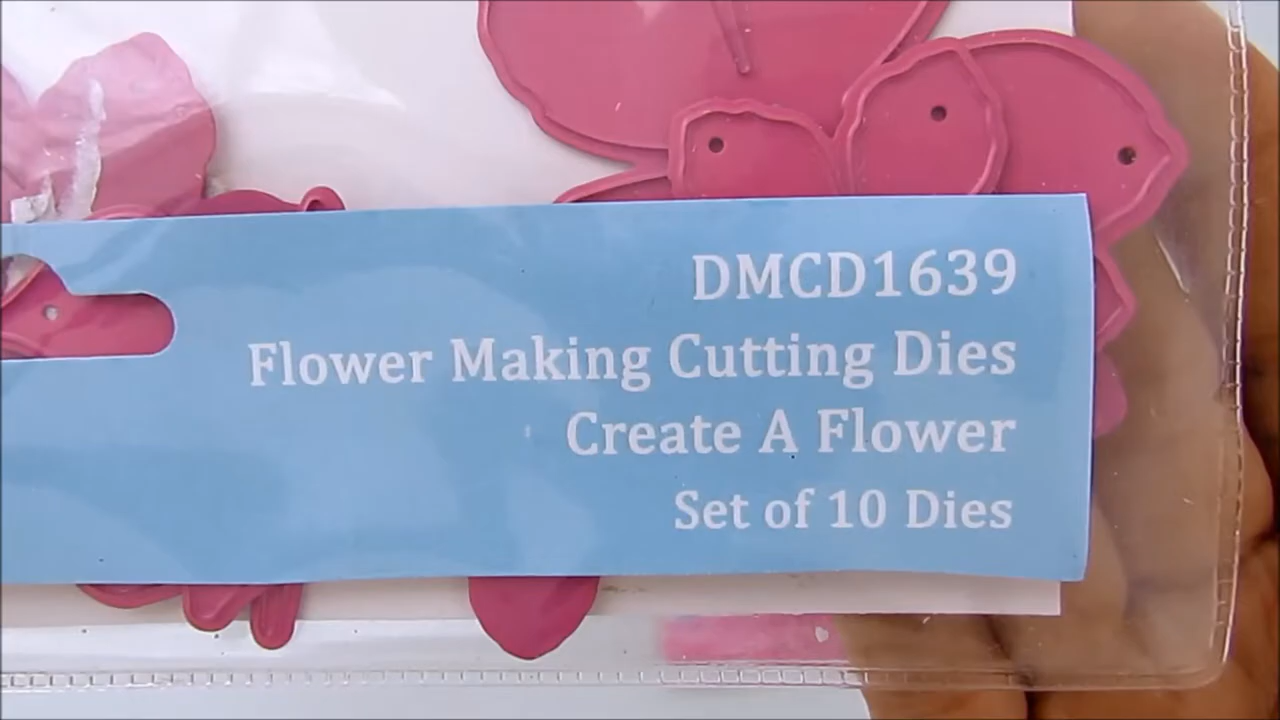 DMCD1639
Flower Making Cutting Dies
Create A Flower
Set of 10 Dies